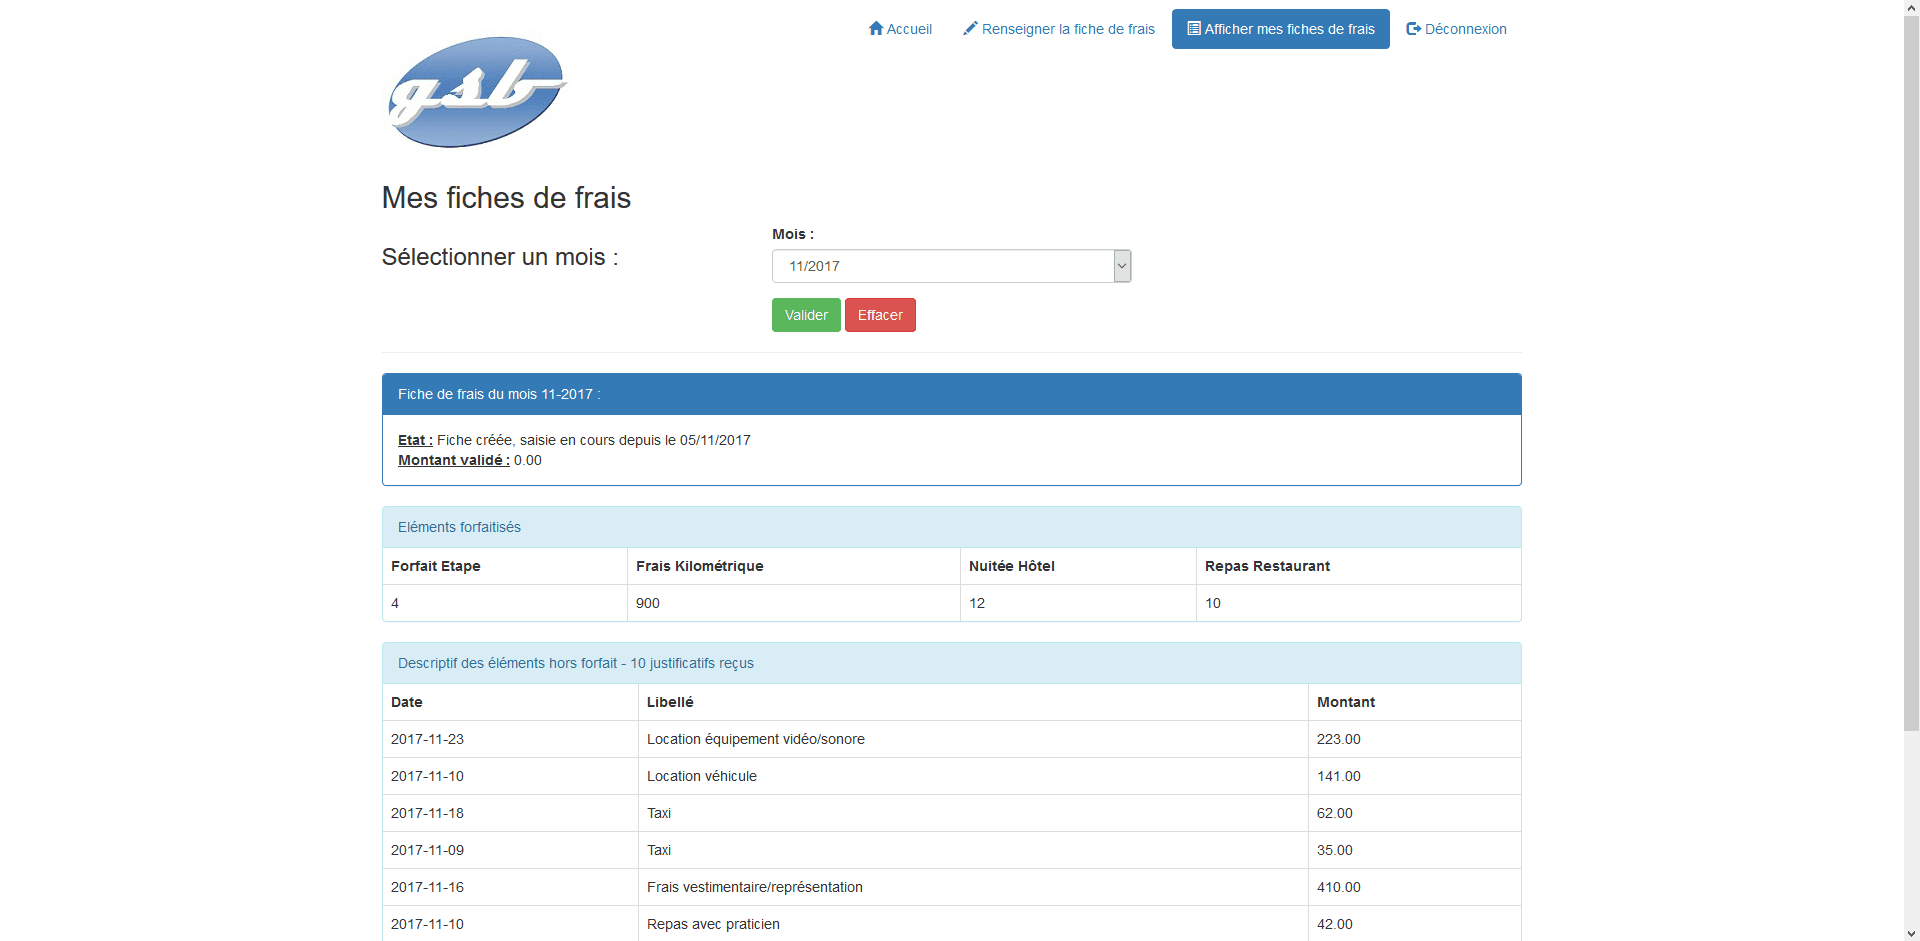 Accueil Renseigner la fiche de frais Afficher mes fiches de frais Déconnexion
gsb
Mes fiches de frais
Sélectionner un mois :
Mois :
11/2017
Valider Effacer
Fiche de frais du mois 11-2017 :
Etat : Fiche créée, saisie en cours depuis le 05/11/2017
Montant validé : 0.00
Eléments forfaitisés
Forfait Etape Frais Kilométrique Nuitée Hôtel Repas Restaurant
4 900 12 10
Descriptif des éléments hors forfait - 10 justificatifs reçus
Date Libellé Montant
2017-11-23 Location équipement vidéo/sonore 223.00
2017-11-10 Location véhicule 141.00
2017-11-18 Taxi 62.00
2017-11-09 Taxi 35.00
2017-11-16 Frais vestimentaire/représentation 410.00
2017-11-10 Repas avec praticien 42.00